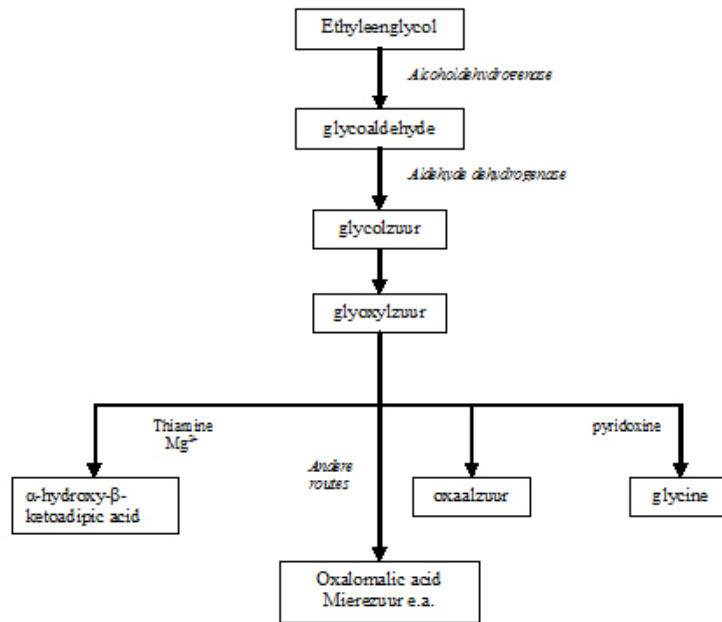 Ethyleenglycol
Alcoholdehydrogenase
glycoaldehyde
Aldehyde dehydrogenase
glycolzuur
glyoxylzuur
Thiamine
Mg²⁺
pyridoxine
Andere
routes
α-hydroxy-β-
ketoadipic acid
oxaalzuur
glycine
Oxalomalic acid
Mierezuur e.a.